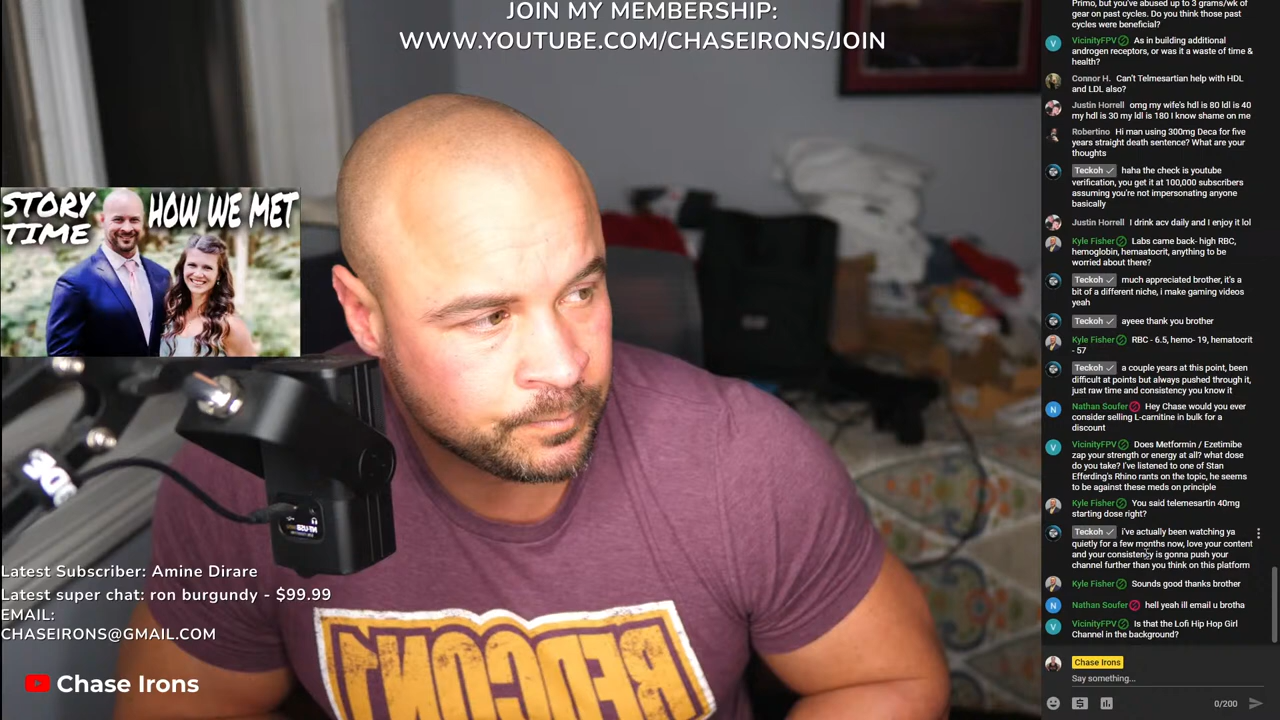 JOIN MY MEMBERSHIP:
WWW.YOUTUBE.COM/CHASEIRONS/JOIN
STORY
TIME
HOW WE MET
Latest Subscriber: Amine Dirare
Latest super chat: ron burgundy - $99.99
EMAIL:
CHASEIRONS@GMAIL.COM
Chase Irons
REDCON1
Primo, but you've abused up to 3 grams/wk of
gear on past cycles. Do you think those past
cycles were beneficial?
V VicinityFPV As in building additional
androgen receptors, or was it a waste of time &
health?
Connor H. Can't Telmesartian help with HDL
and LDL also?
Justin Horrell omg my wife's hdl is 80 ldl is 40
my hdl is 30 my ldl is 180 I know shame on me
Robertino Hi man using 300mg Deca for five
years straight death sentence? What are your
thoughts
Teckoh ✓ haha the check is youtube
verification, you get it at 100,000 subscribers
assuming you're not impersonating anyone
basically
Justin Horrell I drink acv daily and I enjoy it lol
Kyle Fisher Labs came back- high RBC,
hemoglobin, hemaatocrit, anything to be
worried about there?
Teckoh ✓ much appreciated brother, it's a
bit of a different niche, i make gaming videos
yeah
Teckoh ✓ ayeee thank you brother
Kyle Fisher RBC - 6.5, hemo- 19, hematocrit
- 57
Teckoh ✓ a couple years at this point, been
difficult at points but always pushed through it,
just raw time and consistency you know it
N Nathan Soufer Hey Chase would you ever
consider selling L-carnitine in bulk for a
discount
V VicinityFPV Does Metformin / Ezetimibe
zap your strength or energy at all? what dose
do you take? I've listened to one of Stan
Efferding's Rhino rants on the topic, he seems
to be against these meds on principle
Kyle Fisher You said telemesartin 40mg
starting dose right?
Teckoh ✓ i've actually been watching ya
quietly for a few months now, love your content
and your consistency is gonna push your
channel further than you think on this platform
Kyle Fisher Sounds good thanks brother
N Nathan Soufer hell yeah ill email u brotha
V VicinityFPV Is that the Lofi Hip Hop Girl
Channel in the background?
Chase Irons
Say something...
0/200